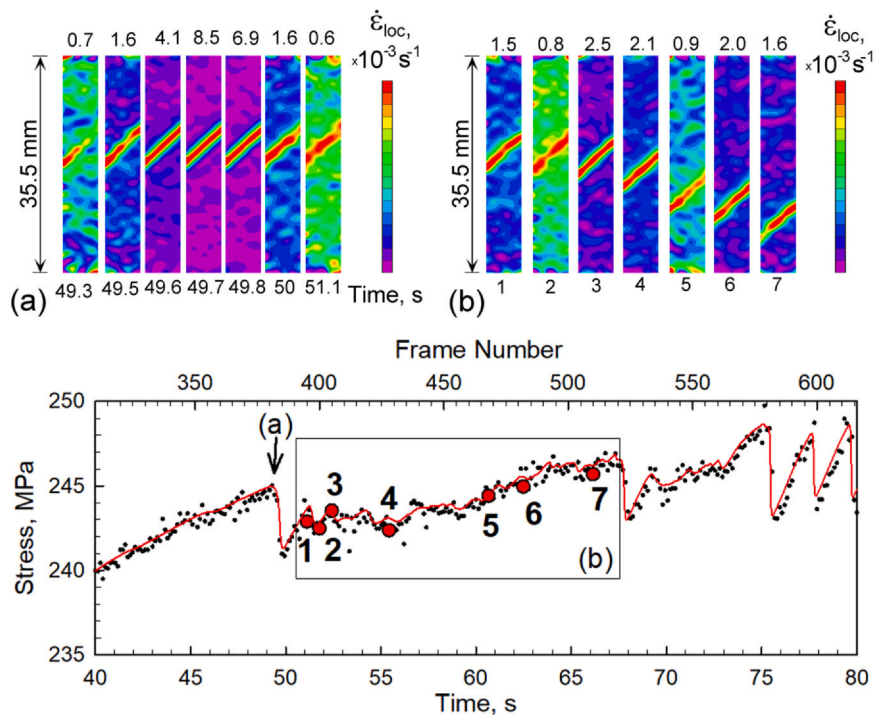 0.7 1.6 4.1 8.5 6.9 1.6 0.6 ε̇loc,
×10⁻³ s⁻¹
35.5 mm
(a) 49.3 49.5 49.6 49.7 49.8 50 51.1 Time, s
1.5 0.8 2.5 2.1 0.9 2.0 1.6 ε̇loc,
×10⁻³ s⁻¹
35.5 mm
(b) 1 2 3 4 5 6 7
Frame Number
350 400 450 500 550 600
250
245
240
235
Stress, MPa
(a)
3
4
1
2
5
6
7
(b)
40 45 50 55 60 65 70 75 80
Time, s